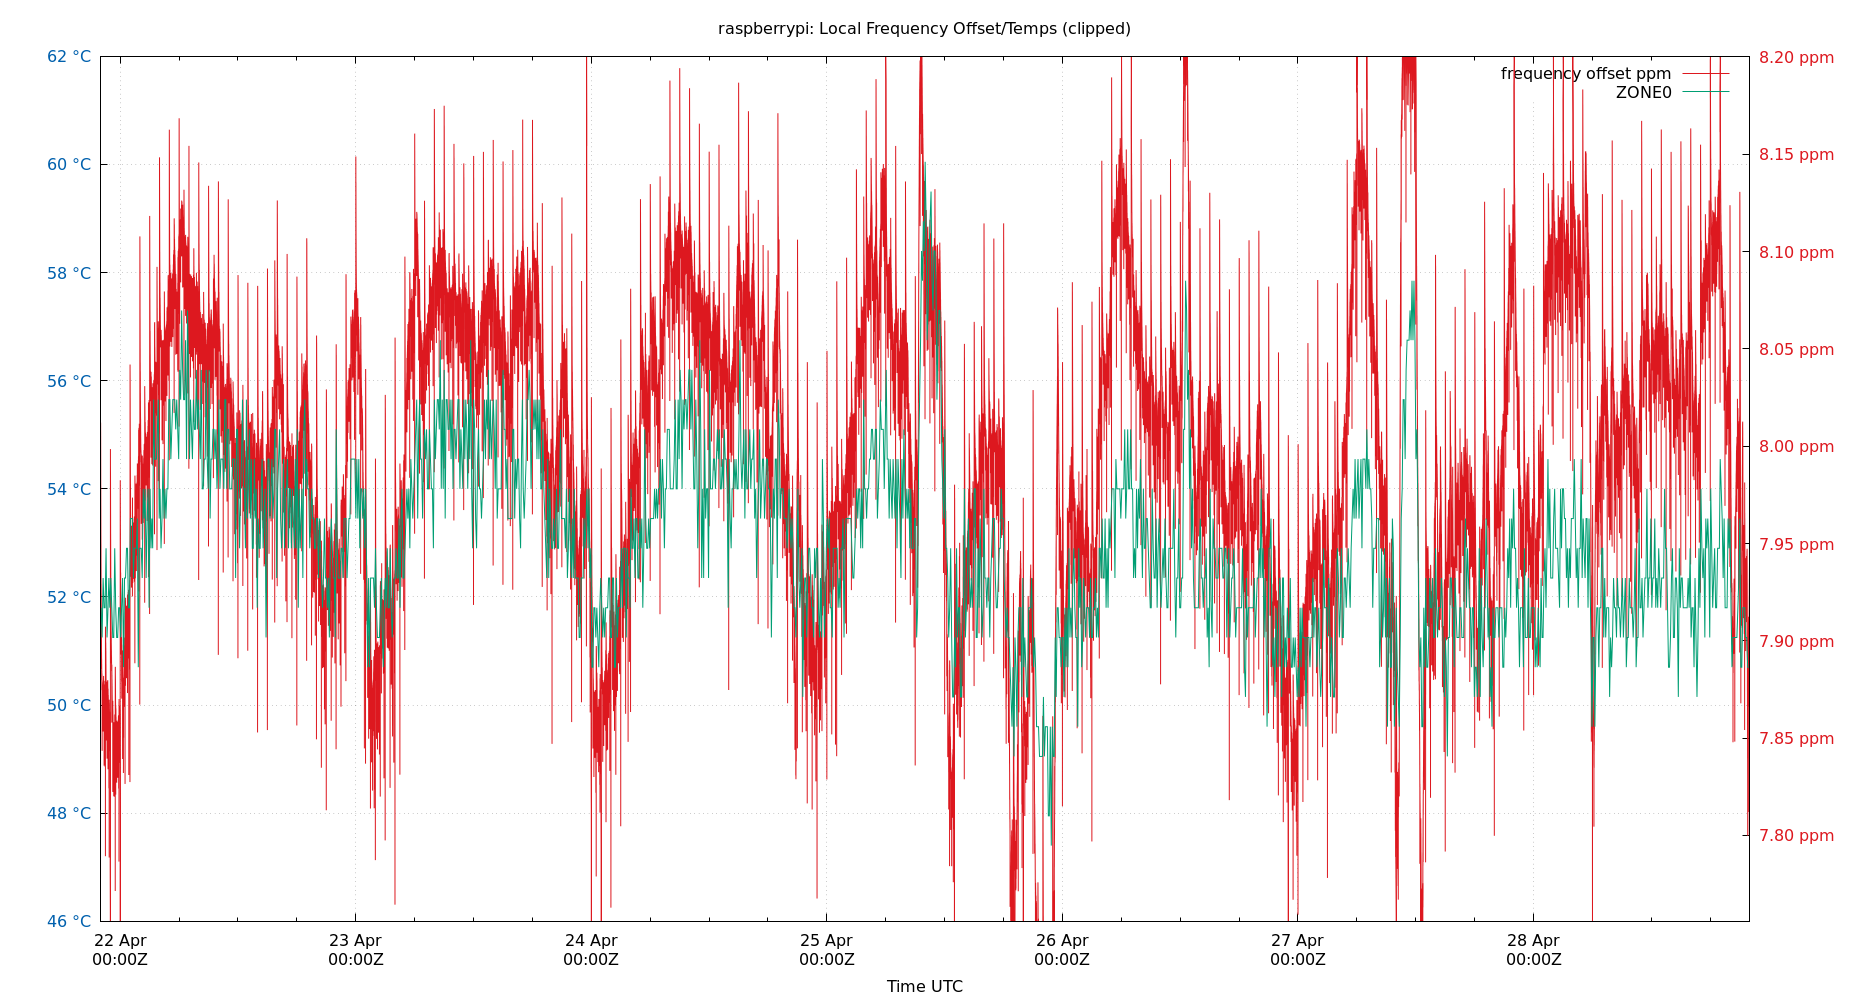 raspberrypi: Local Frequency Offset/Temps (clipped)
62 °C
60 °C
58 °C
56 °C
54 °C
52 °C
50 °C
48 °C
46 °C
8.20 ppm
8.15 ppm
8.10 ppm
8.05 ppm
8.00 ppm
7.95 ppm
7.90 ppm
7.85 ppm
7.80 ppm
frequency offset ppm
ZONE0
22 Apr
00:00Z
23 Apr
00:00Z
24 Apr
00:00Z
25 Apr
00:00Z
26 Apr
00:00Z
27 Apr
00:00Z
28 Apr
00:00Z
Time UTC